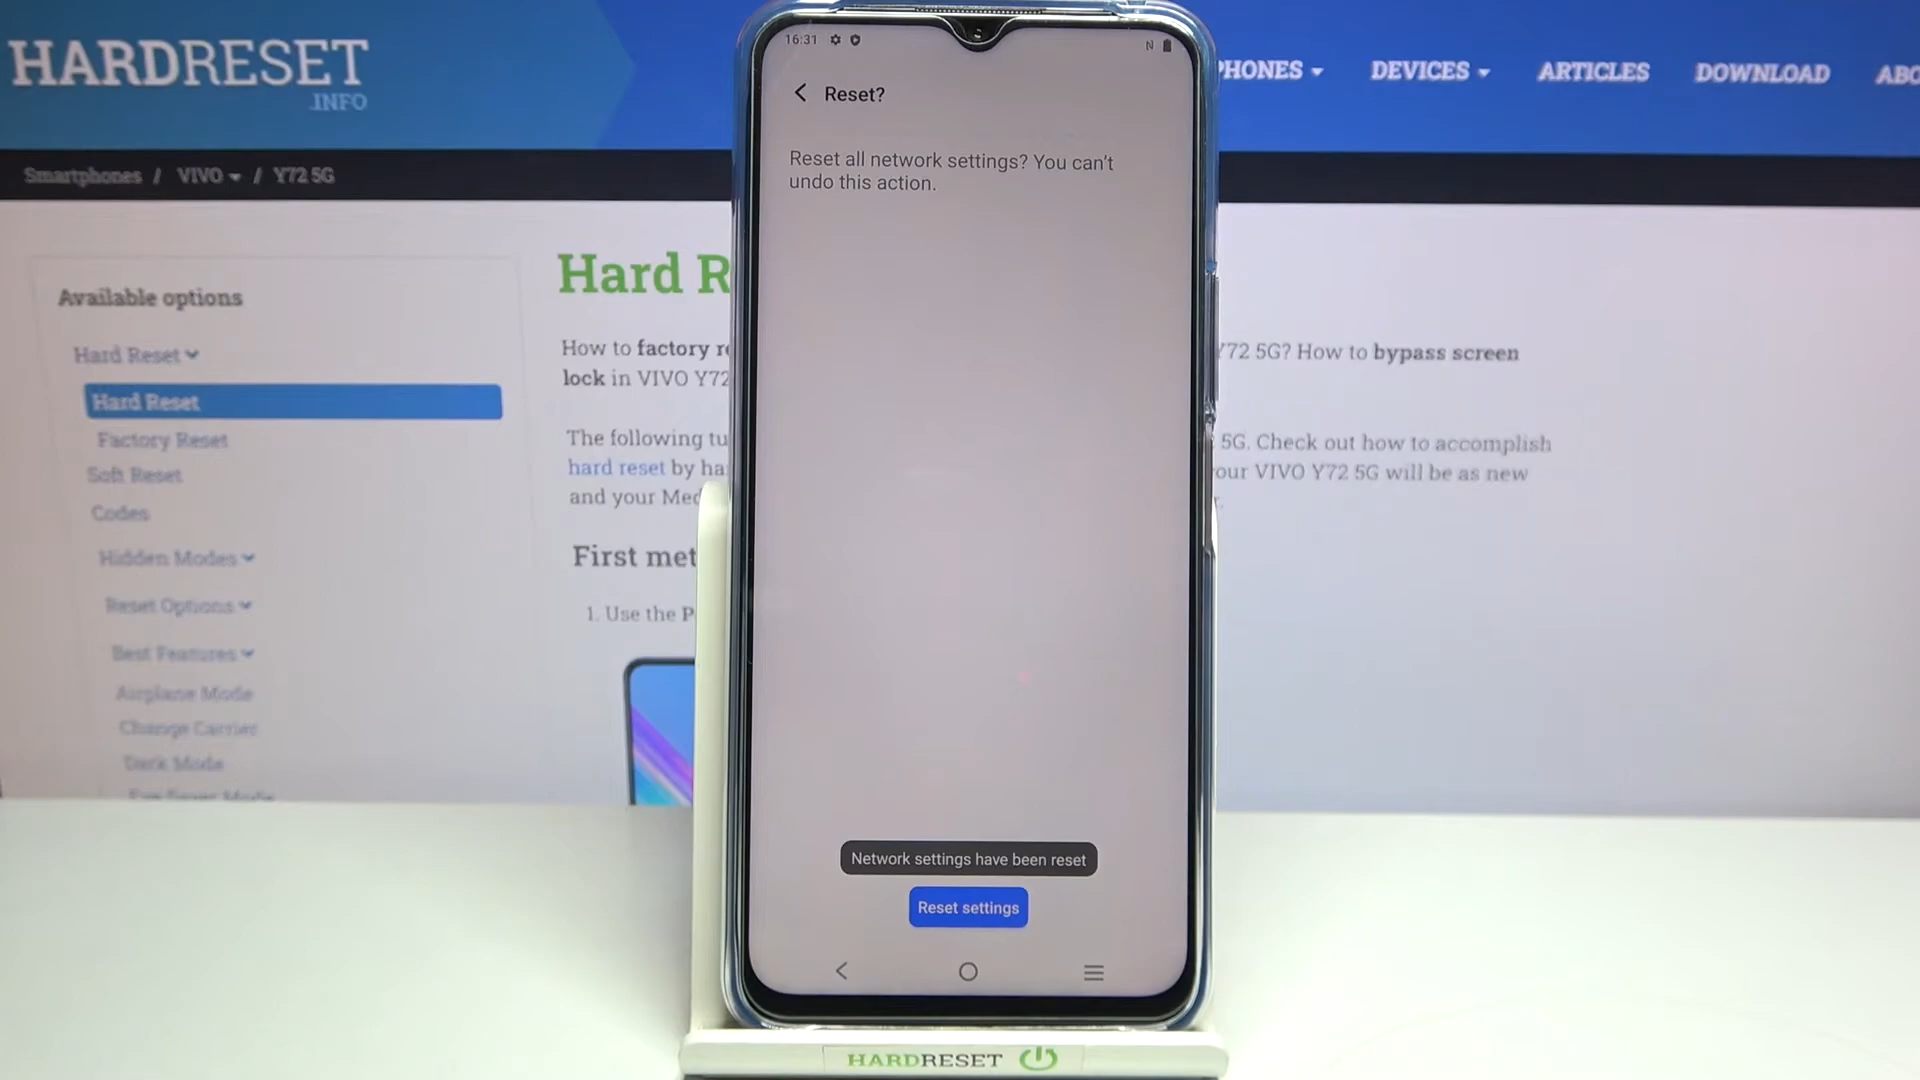 HARDRESET
.INFO
PHONES
DEVICES
ARTICLES
DOWNLOAD
Smartphones / VIVO / Y72 5G
Available options
Hard Reset
Hard Reset
Factory Reset
Soft Reset
Codes
Hidden Modes
Reset Options
Best Features
Airplane Mode
Change Carrier
Dark Mode
Hard R
How to factory re
Y72 5G? How to bypass screen
lock in VIVO Y72
The following tu
5G. Check out how to accomplish
hard reset by ha
our VIVO Y72 5G will be as new
and your Med
First met
1. Use the P
16:31
N
Reset?
Reset all network settings? You can't
undo this action.
Network settings have been reset
Reset settings
HARDRESET